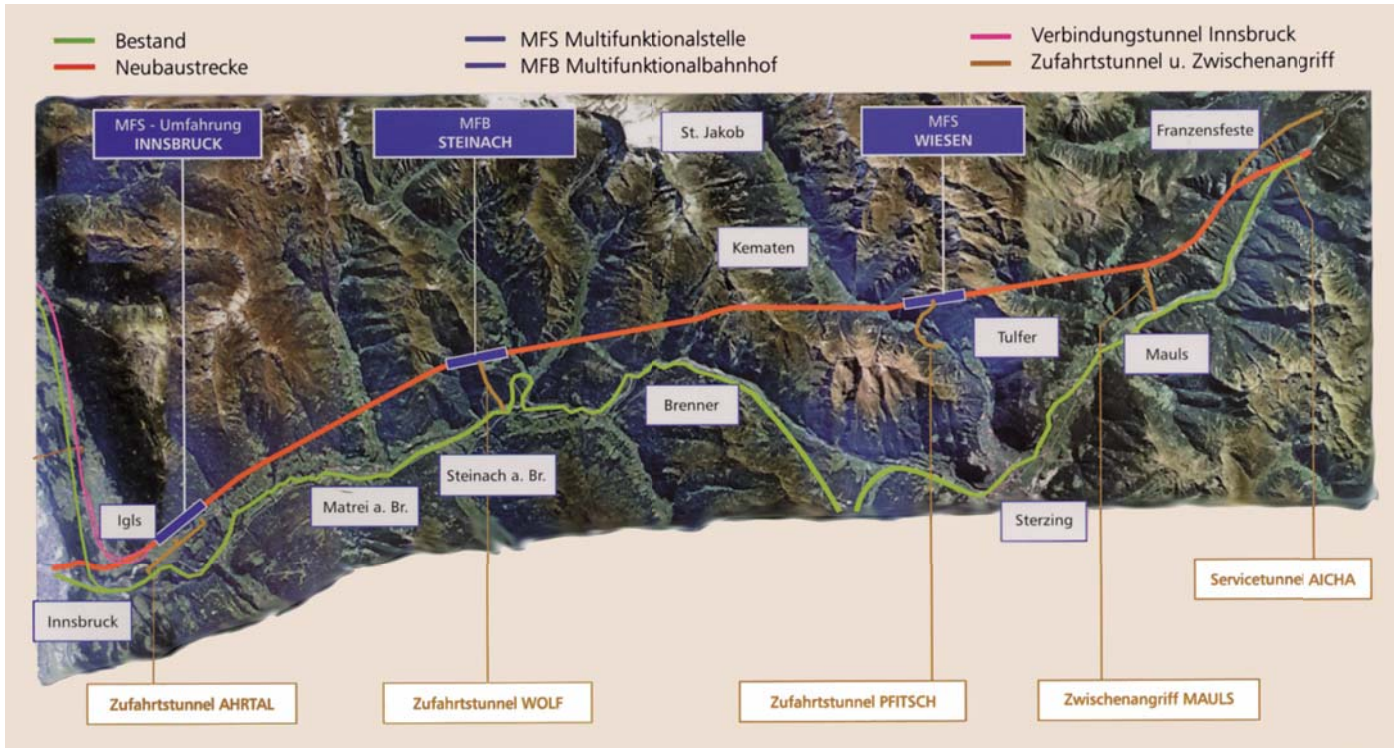 Bestand
Neubaustrecke
MFS Multifunktionalstelle
MFB Multifunktionalbahnhof
Verbindungstunnel Innsbruck
Zufahrtstunnel u. Zwischenangriff
MFS - Umfahrung
INNSBRUCK
MFB
STEINACH
St. Jakob
MFS
WIESEN
Franzensfeste
Kematen
Tulfer
Mauls
Brenner
Steinach a. Br.
Matrei a. Br.
Igls
Sterzing
Innsbruck
Servicetunnel AICHA
Zufahrtstunnel AHRTAL
Zufahrtstunnel WOLF
Zufahrtstunnel PFITSCH
Zwischenangriff MAULS